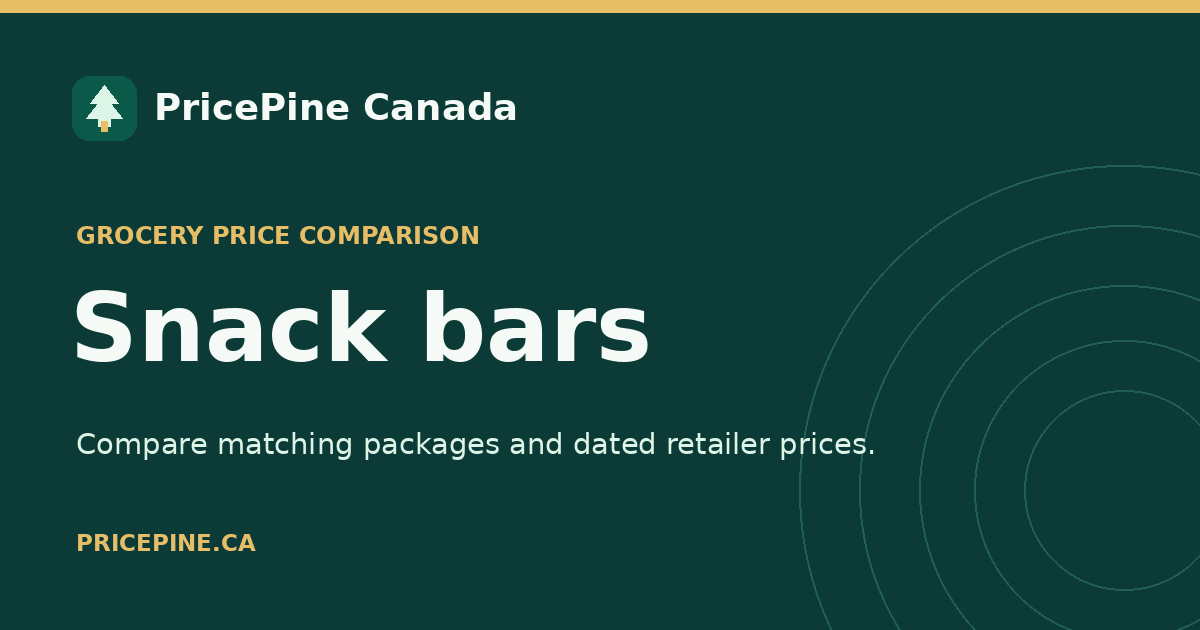 PricePine Canada
GROCERY PRICE COMPARISON
Snack bars
Compare matching packages and dated retailer prices.
PRICEPINE.CA